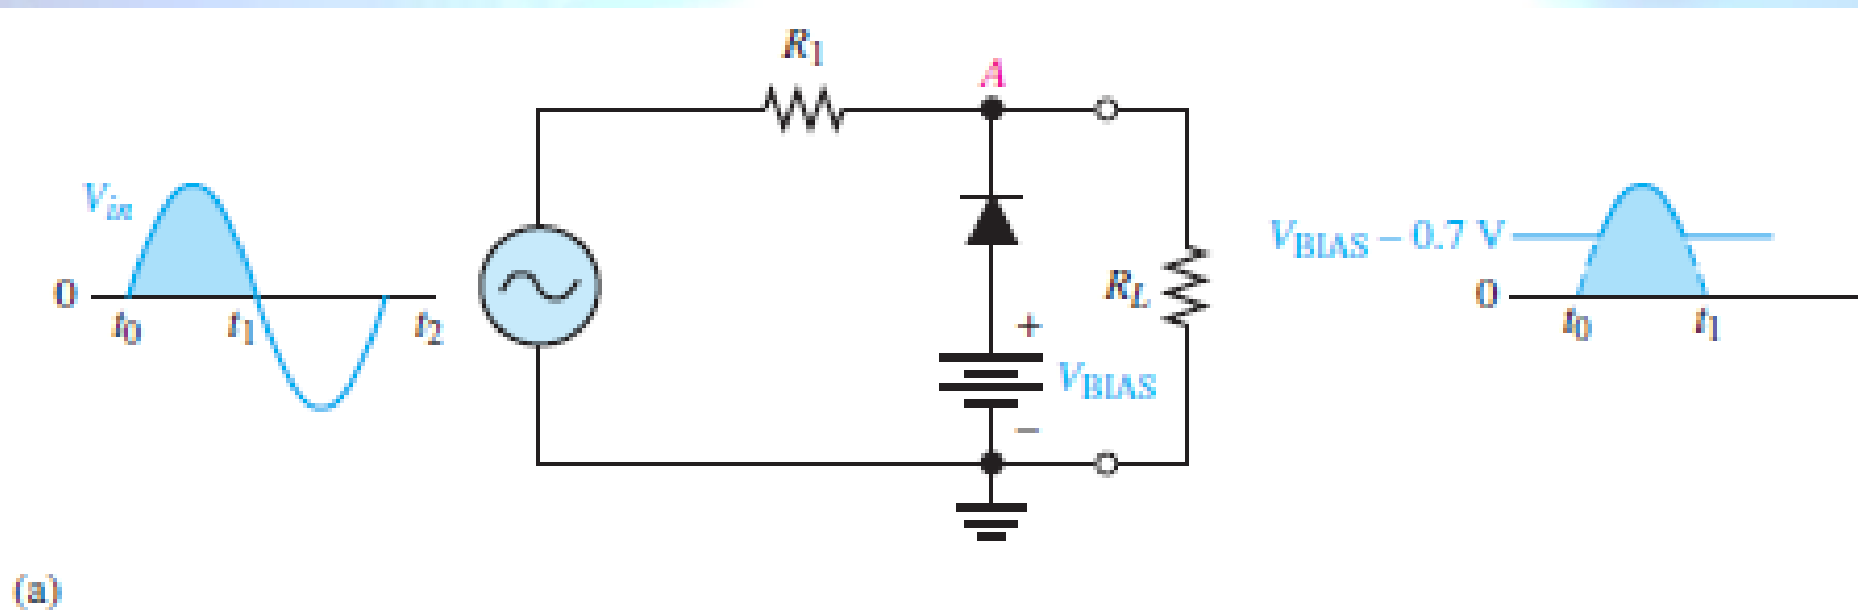 R1
A
Vin
VBIAS – 0.7 V
0
t0
t1
t2
RL
0
t0
t1
+
VBIAS
–
(a)